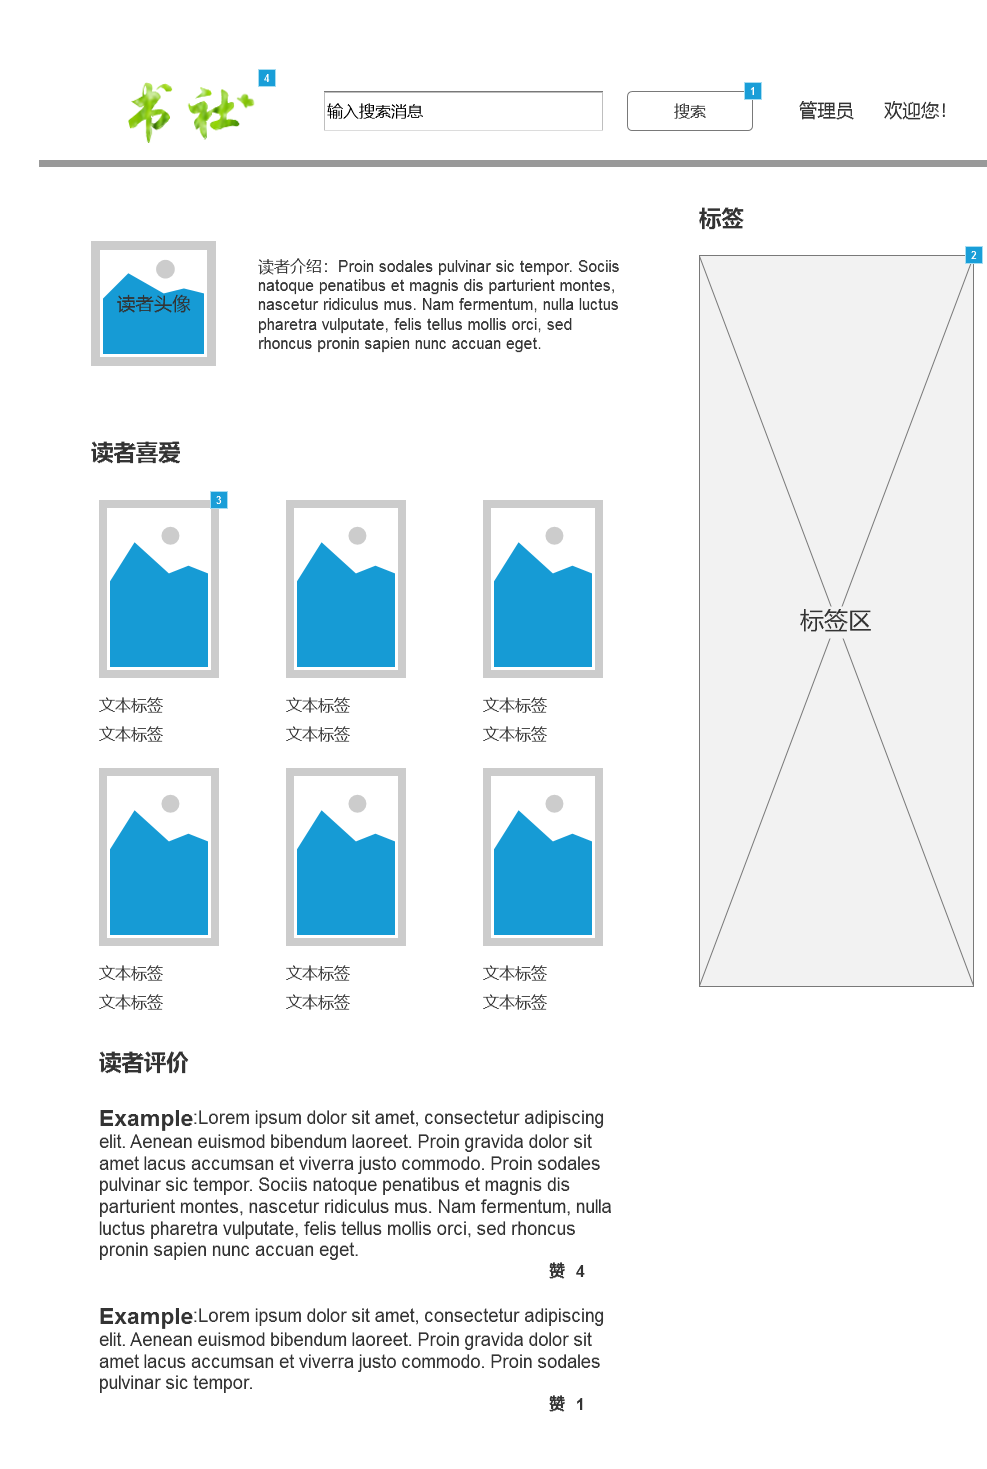 书社
4
输入搜索消息
搜索
1
管理员
欢迎您!
标签
2
读者头像
读者介绍：Proin sodales pulvinar sic tempor. Sociis
natoque penatibus et magnis dis parturient montes,
nascetur ridiculus mus. Nam fermentum, nulla luctus
pharetra vulputate, felis tellus mollis orci, sed
rhoncus pronin sapien nunc accuan eget.
读者喜爱
3
标签区
文本标签
文本标签
文本标签
文本标签
文本标签
文本标签
文本标签
文本标签
文本标签
文本标签
文本标签
文本标签
读者评价
Example:Lorem ipsum dolor sit amet, consectetur adipiscing
elit. Aenean euismod bibendum laoreet. Proin gravida dolor sit
amet lacus accumsan et viverra justo commodo. Proin sodales
pulvinar sic tempor. Sociis natoque penatibus et magnis dis
parturient montes, nascetur ridiculus mus. Nam fermentum, nulla
luctus pharetra vulputate, felis tellus mollis orci, sed rhoncus
pronin sapien nunc accuan eget.
赞 4
Example:Lorem ipsum dolor sit amet, consectetur adipiscing
elit. Aenean euismod bibendum laoreet. Proin gravida dolor sit
amet lacus accumsan et viverra justo commodo. Proin sodales
pulvinar sic tempor.
赞 1